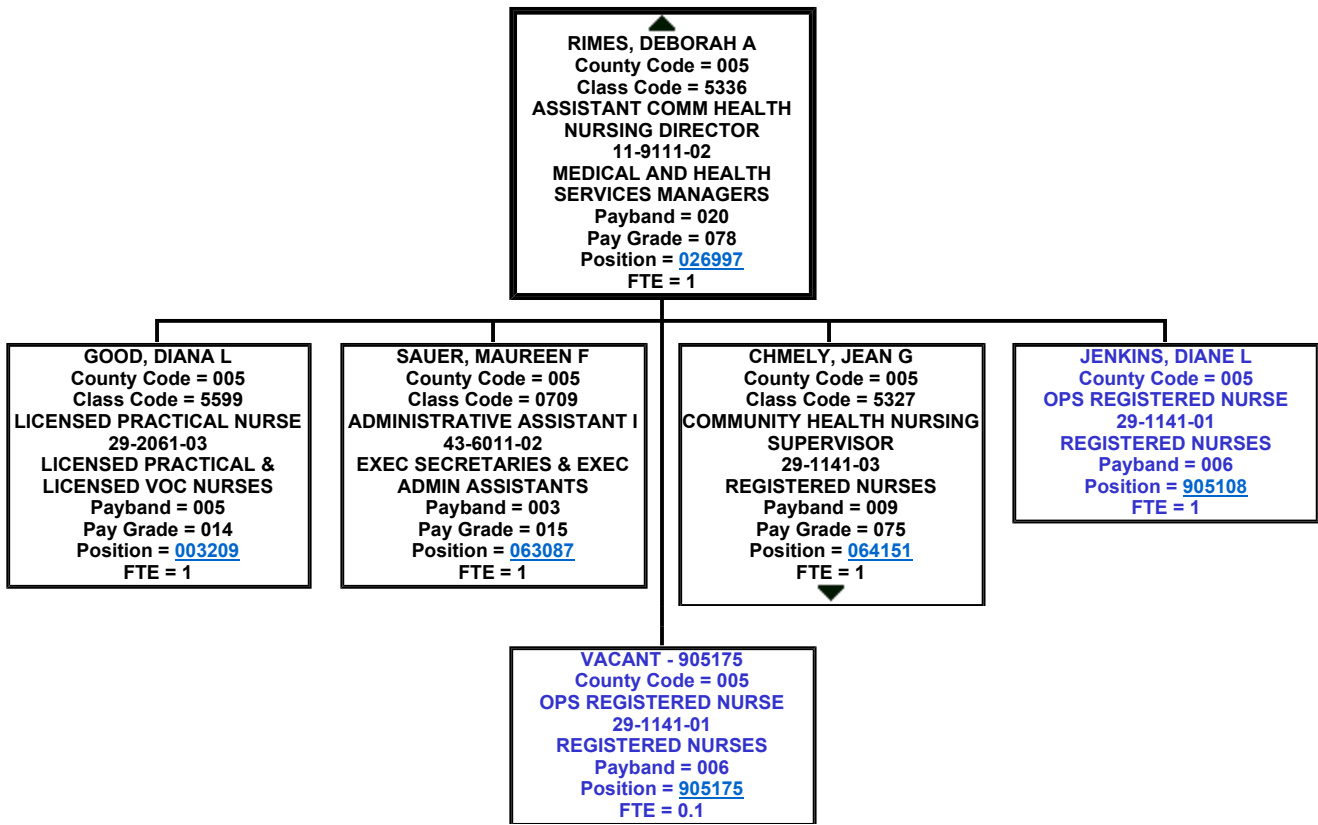 RIMES, DEBORAH A
County Code = 005
Class Code = 5336
ASSISTANT COMM HEALTH
NURSING DIRECTOR
11-9111-02
MEDICAL AND HEALTH
SERVICES MANAGERS
Payband = 020
Pay Grade = 078
Position = 026997
FTE = 1
GOOD, DIANA L
County Code = 005
Class Code = 5599
LICENSED PRACTICAL NURSE
29-2061-03
LICENSED PRACTICAL &
LICENSED VOC NURSES
Payband = 005
Pay Grade = 014
Position = 003209
FTE = 1
SAUER, MAUREEN F
County Code = 005
Class Code = 0709
ADMINISTRATIVE ASSISTANT I
43-6011-02
EXEC SECRETARIES & EXEC
ADMIN ASSISTANTS
Payband = 003
Pay Grade = 015
Position = 063087
FTE = 1
CHMELY, JEAN G
County Code = 005
Class Code = 5327
COMMUNITY HEALTH NURSING
SUPERVISOR
29-1141-03
REGISTERED NURSES
Payband = 009
Pay Grade = 075
Position = 064151
FTE = 1
JENKINS, DIANE L
County Code = 005
OPS REGISTERED NURSE
29-1141-01
REGISTERED NURSES
Payband = 006
Position = 905108
FTE = 1
VACANT - 905175
County Code = 005
OPS REGISTERED NURSE
29-1141-01
REGISTERED NURSES
Payband = 006
Position = 905175
FTE = 0.1